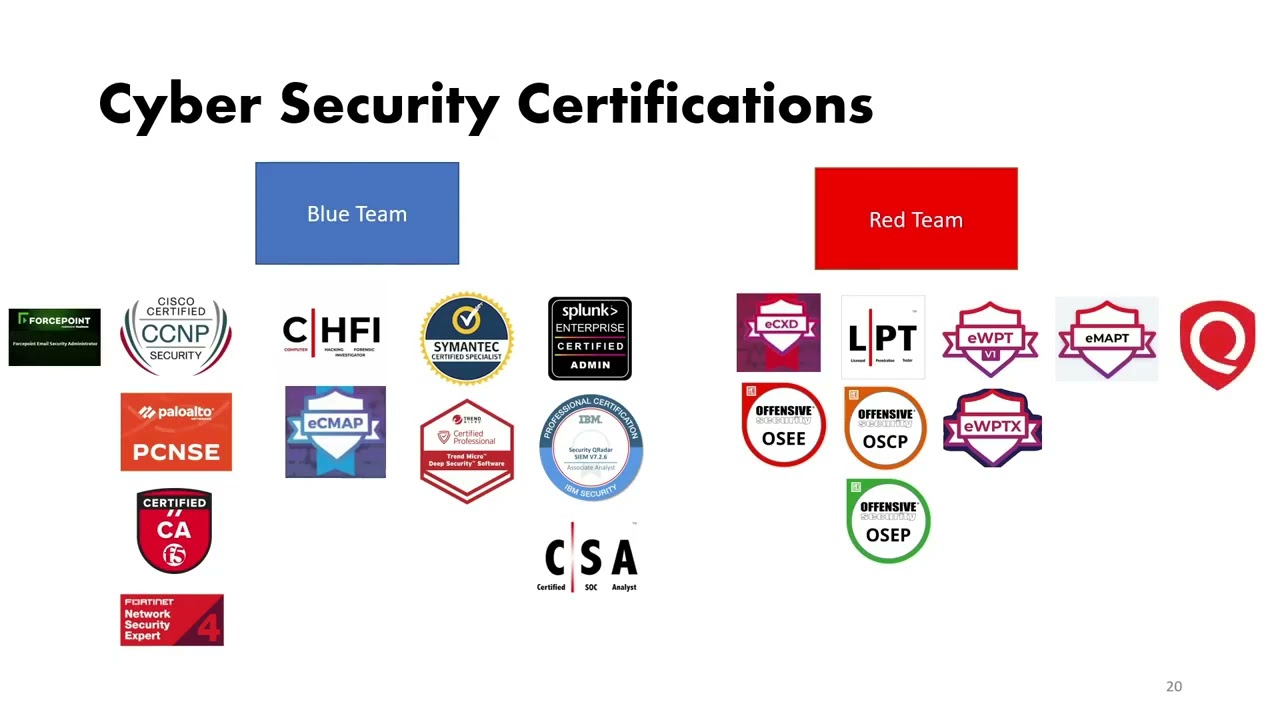 Cyber Security Certifications
Blue Team
Red Team
FORCEPOINT
Forcepoint Email Security Administrator
CISCO
CERTIFIED
CCNP
SECURITY
C|HFI
COMPUTER HACKING FORENSIC
INVESTIGATOR
SYMANTEC
CERTIFIED SPECIALIST
splunk>
ENTERPRISE
CERTIFIED
ADMIN
eCXD
L|PT
TM
Licensed Penetration Tester
eWPT
V1
eMAPT
paloalto
PCNSE
eCMAP
TREND
MICRO
Certified
Professional
Trend Micro™
Deep Security™ Software
PROFESSIONAL CERTIFICATION
IBM.
Security QRadar
SIEM V7.2.6
Associate Analyst
IBM SECURITY
OFFENSIVE
security
OSEE
OFFENSIVE
security
OSCP
eWPTX
CERTIFIED
CA
f5
OFFENSIVE
security
OSEP
C|S A
TM
Certified SOC Analyst
FORTINET
Network
Security
Expert
4
20